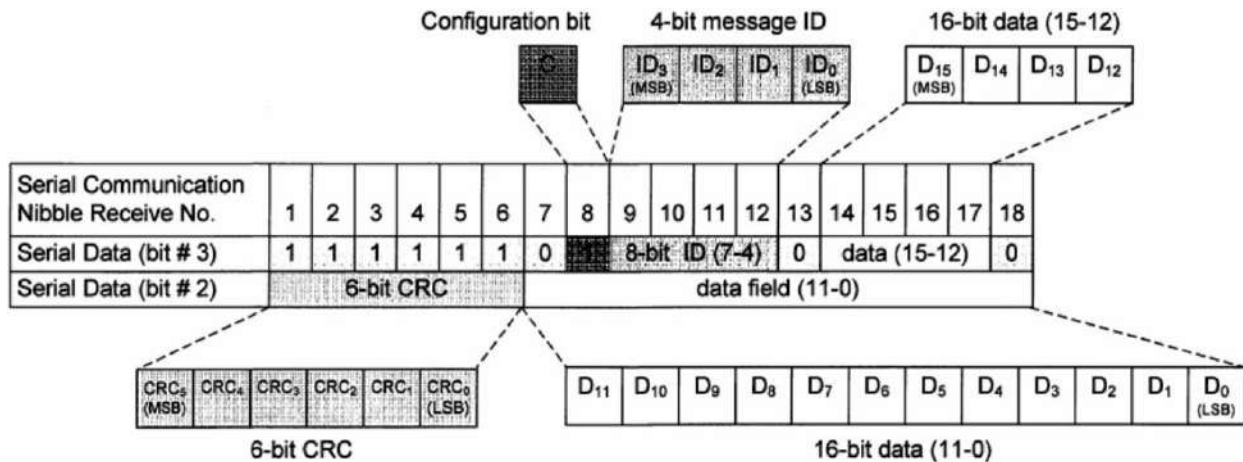 Configuration bit 4-bit message ID 16-bit data (15-12)
C ID₃ ID₂ ID₁ ID₀ D₁₅ D₁₄ D₁₃ D₁₂
(MSB) (LSB) (MSB)
Serial Communication
Nibble Receive No. 1 2 3 4 5 6 7 8 9 10 11 12 13 14 15 16 17 18
Serial Data (bit # 3) 1 1 1 1 1 1 0 1 8-bit ID (7-4) 0 data (15-12) 0
Serial Data (bit # 2) 6-bit CRC data field (11-0)
CRC₅ CRC₄ CRC₃ CRC₂ CRC₁ CRC₀ D₁₁ D₁₀ D₉ D₈ D₇ D₆ D₅ D₄ D₃ D₂ D₁ D₀
(MSB) (LSB) (LSB)
6-bit CRC 16-bit data (11-0)